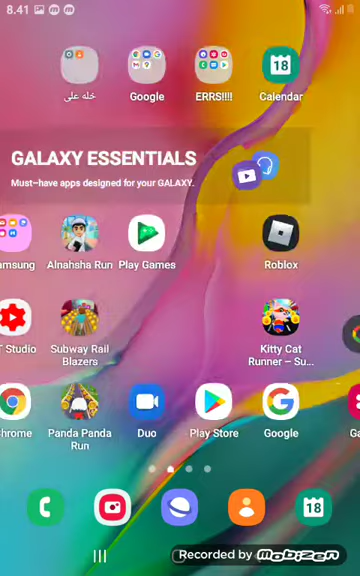 8.41
خله على
Google
ERRS!!!!
Calendar
18
GALAXY ESSENTIALS
Must-have apps designed for your GALAXY.
amsung
Alnahsha Run
Play Games
Roblox
T Studio
Subway Rail Blazers
Kitty Cat Runner – Su...
hrome
Panda Panda Run
Duo
Play Store
Google
Ga
18
Recorded by mobizen